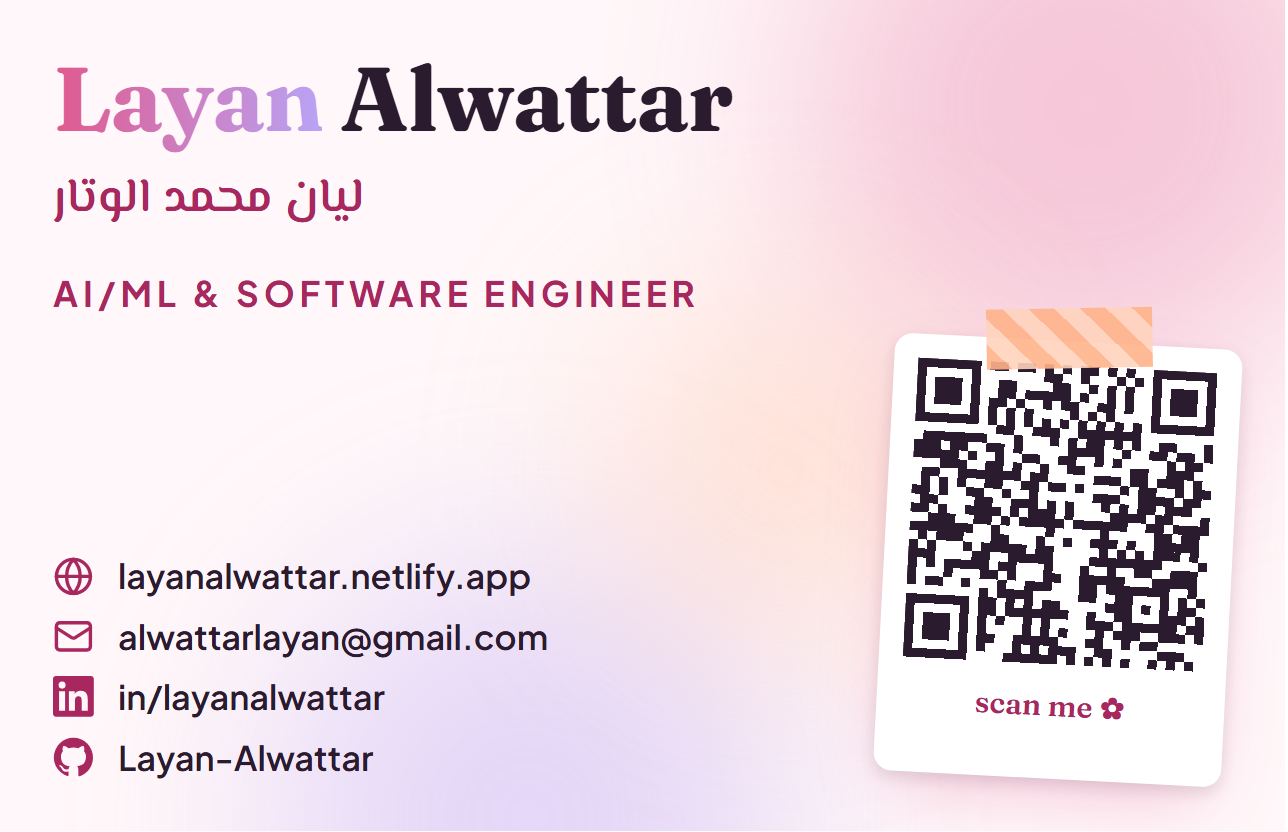 Layan Alwattar
ليان محمد الوتار
AI/ML & SOFTWARE ENGINEER
layanalwattar.netlify.app
alwattarlayan@gmail.com
in/layanalwattar
Layan-Alwattar
scan me ✿